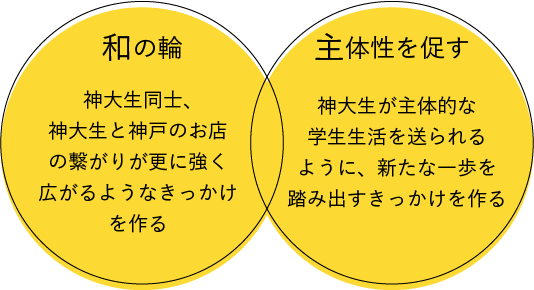 和の輪
神大生同士、
神大生と神戸のお店
の繋がりが更に強く
広がるようなきっかけ
を作る
主体性を促す
神大生が主体的な
学生生活を送られる
ように、新たな一歩を
踏み出すきっかけを作る